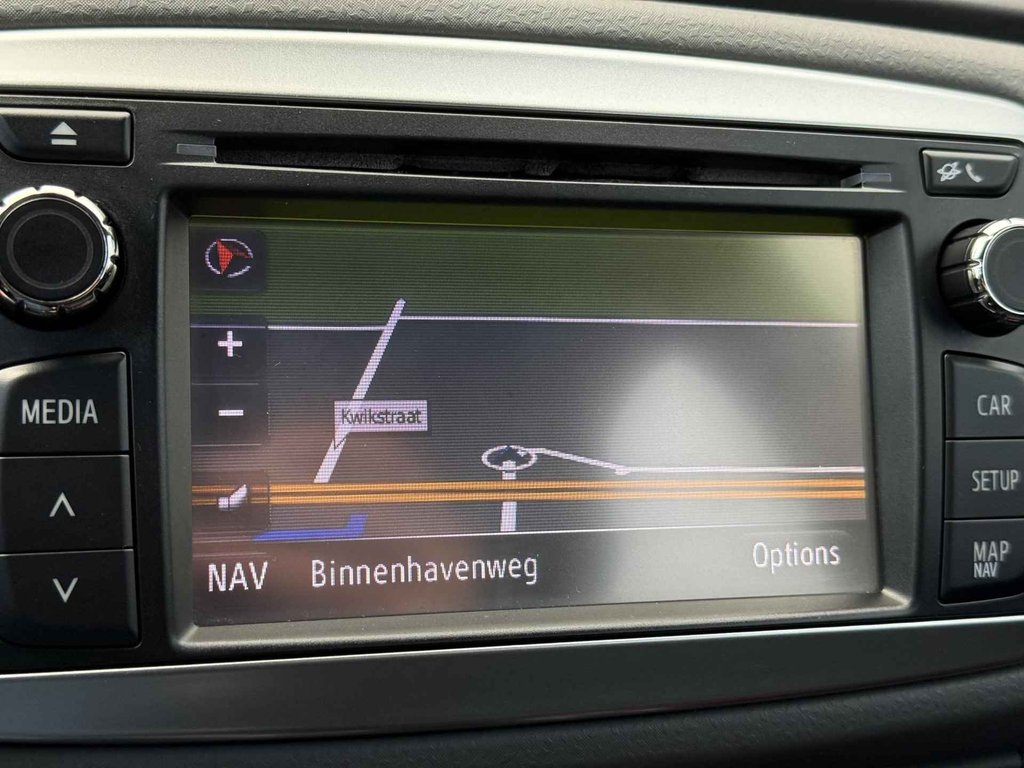 MEDIA
+
−
Kwikstraat
NAV
Binnenhavenweg
Options
CAR
SETUP
MAP
NAV